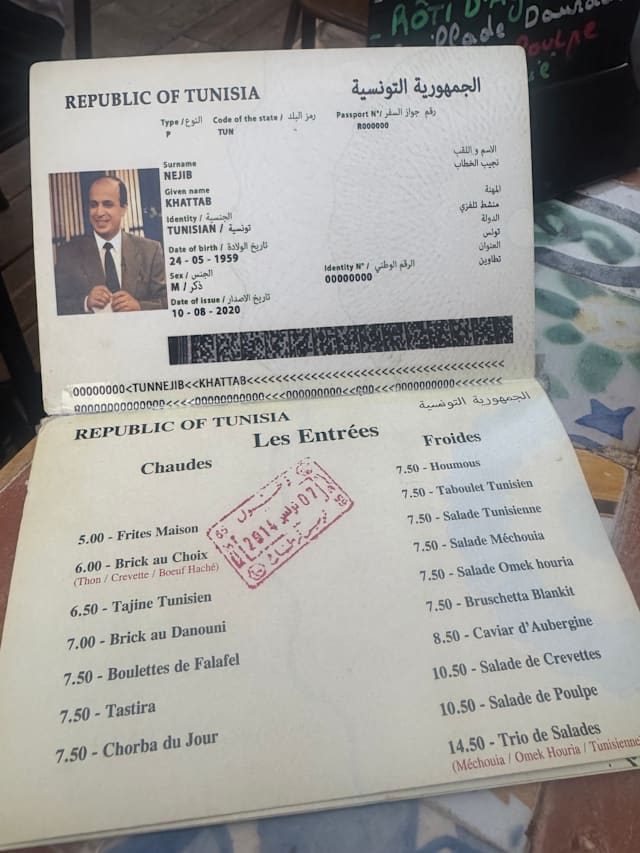 RÔTI D'
Grillade Daurade
Poulpe
REPUBLIC OF TUNISIA
الجمهورية التونسية
Type / النوع
P
Code of the state / رمز البلد
TUN
Passport N°/ رقم جواز السفر
R000000
Surname
NEJIB
الاسم و اللقب
نجيب الخطاب
Given name
KHATTAB
المهنة
منشط تلفزي
Identity / الجنسية
TUNISIAN / تونسية
الدولة
تونس
Date of birth / تاريخ الولادة
24 - 05 - 1959
العنوان
تطاوين
Sex / الجنس
M / ذكر
Identity N° / الرقم الوطني
00000000
Date of issue / تاريخ الاصدار
10 - 08 - 2020
REPUBLIC OF TUNISIA
الجمهورية التونسية
Les Entrées
Chaudes
5.00 - Frites Maison
6.00 - Brick au Choix
(Thon / Crevette / Boeuf Haché)
6.50 - Tajine Tunisien
7.00 - Brick au Danouni
7.50 - Boulettes de Falafel
7.50 - Tastira
7.50 - Chorba du Jour
Froides
7.50 - Houmous
7.50 - Taboulet Tunisien
7.50 - Salade Tunisienne
7.50 - Salade Méchouia
7.50 - Salade Omek houria
7.50 - Bruschetta Blankit
8.50 - Caviar d'Aubergine
10.50 - Salade de Crevettes
10.50 - Salade de Poulpe
14.50 - Trio de Salades
(Méchouia / Omek Houria / Tunisienne